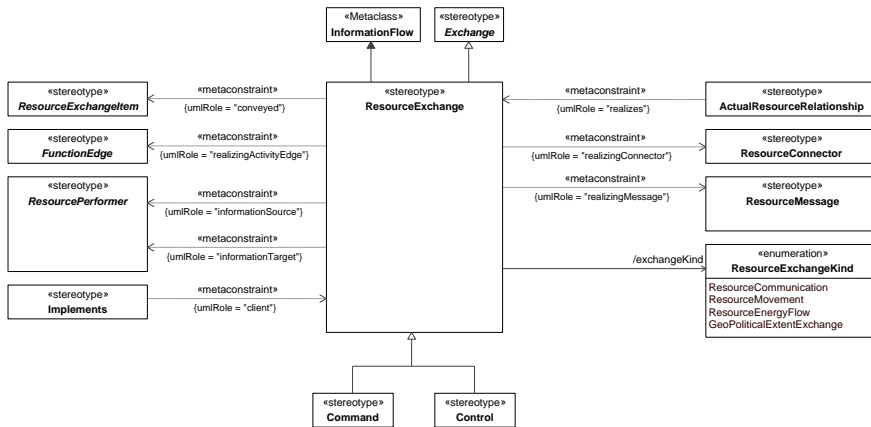 «Metaclass»
InformationFlow
«stereotype»
Exchange
«stereotype»
ResourceExchangeItem
«metaconstraint»
{umlRole = "conveyed"}
«stereotype»
FunctionEdge
«metaconstraint»
{umlRole = "realizingActivityEdge"}
«stereotype»
ResourcePerformer
«metaconstraint»
{umlRole = "informationSource"}
«metaconstraint»
{umlRole = "informationTarget"}
«stereotype»
Implements
«metaconstraint»
{umlRole = "client"}
«stereotype»
ResourceExchange
«metaconstraint»
{umlRole = "realizes"}
«stereotype»
ActualResourceRelationship
«metaconstraint»
{umlRole = "realizingConnector"}
«stereotype»
ResourceConnector
«metaconstraint»
{umlRole = "realizingMessage"}
«stereotype»
ResourceMessage
/exchangeKind
«enumeration»
ResourceExchangeKind
ResourceCommunication
ResourceMovement
ResourceEnergyFlow
GeoPoliticalExtentExchange
«stereotype»
Command
«stereotype»
Control